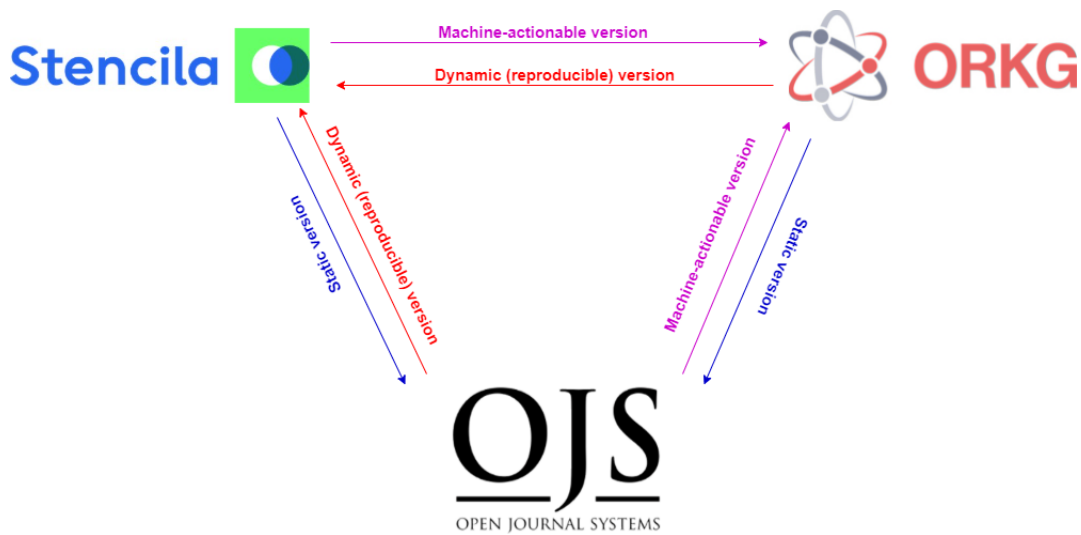 Stencila
Machine-actionable version
Dynamic (reproducible) version
ORKG
Static version
Dynamic (reproducible) version
Machine-actionable version
Static version
OJS
OPEN JOURNAL SYSTEMS